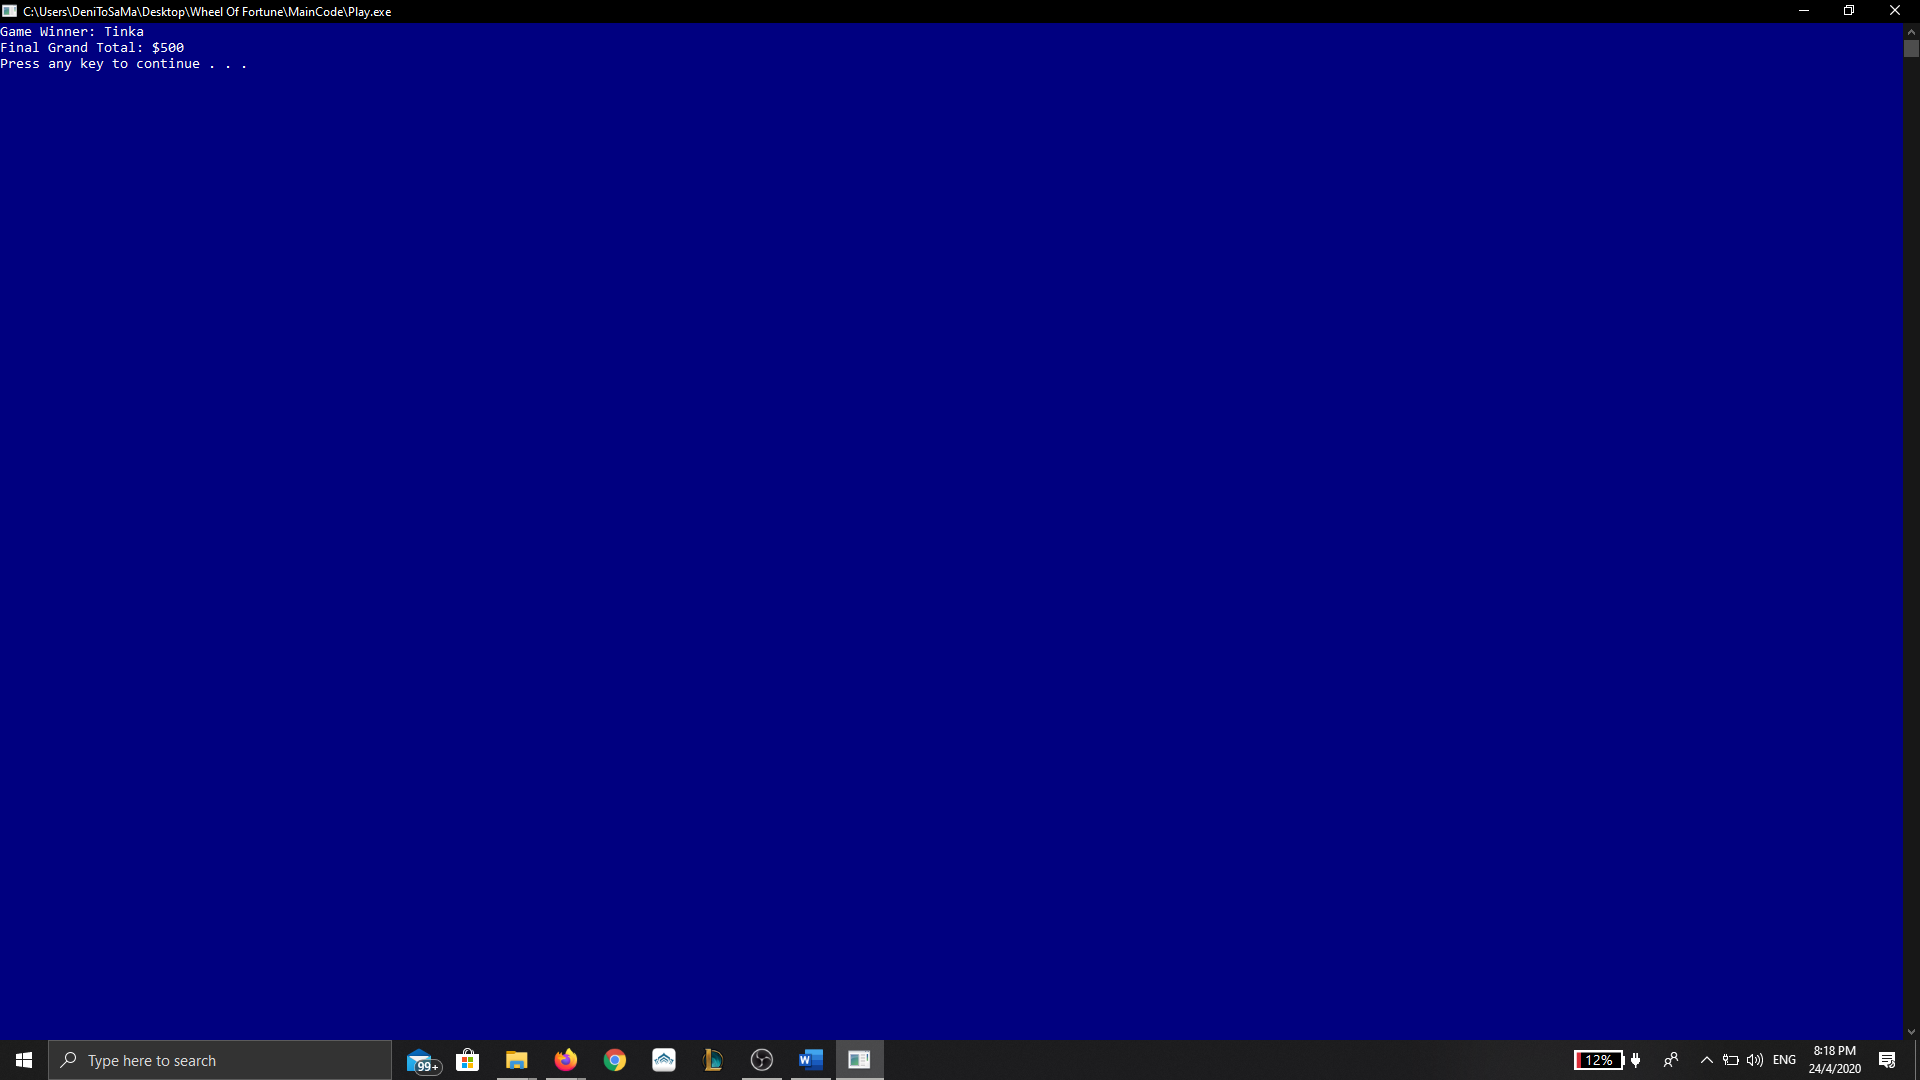 C:\Users\DeniToSaMa\Desktop\Wheel Of Fortune\MainCode\Play.exe
Game Winner: Tinka
Final Grand Total: $500
Press any key to continue . . .
Type here to search
99+
W
12%
ENG
8:18 PM
24/4/2020